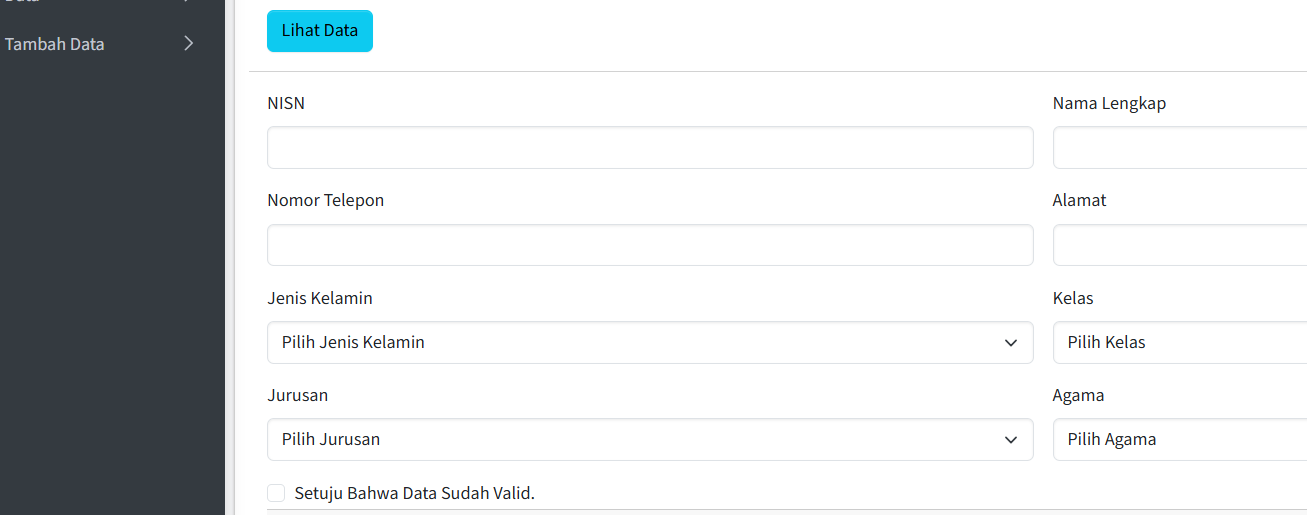 Data
Lihat Data
Tambah Data
NISN
Nama Lengkap
Nomor Telepon
Alamat
Jenis Kelamin
Kelas
Pilih Jenis Kelamin
Pilih Kelas
Jurusan
Agama
Pilih Jurusan
Pilih Agama
Setuju Bahwa Data Sudah Valid.